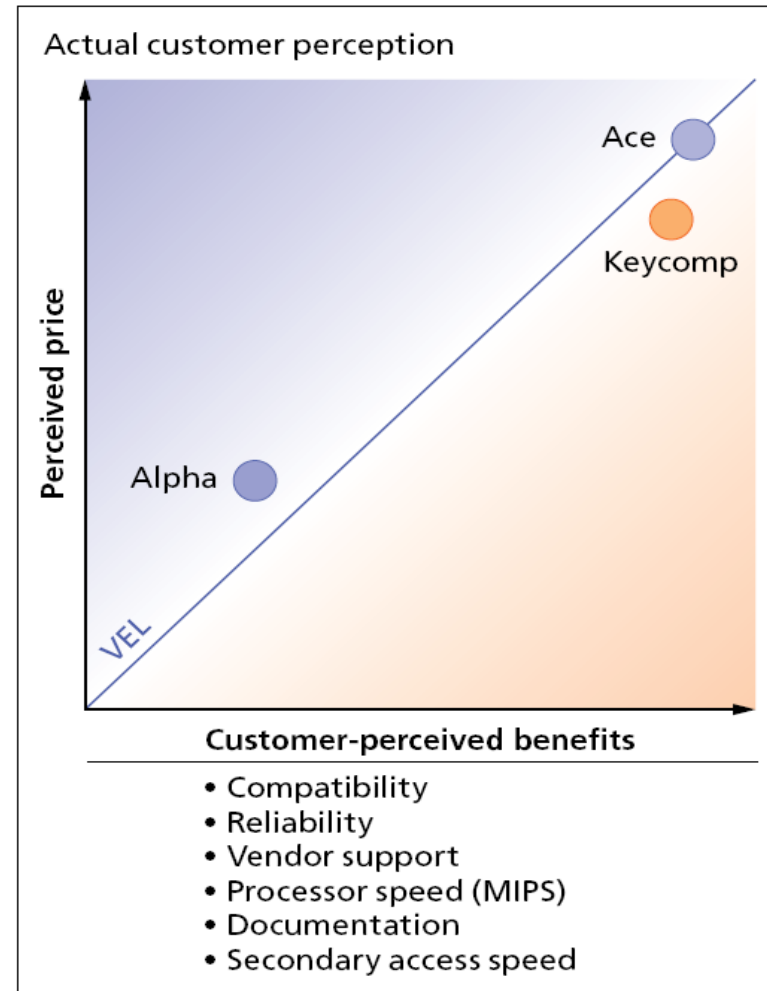 Actual customer perception
Ace
Keycomp
Alpha
Perceived price
VEL
Customer-perceived benefits
• Compatibility
• Reliability
• Vendor support
• Processor speed (MIPS)
• Documentation
• Secondary access speed